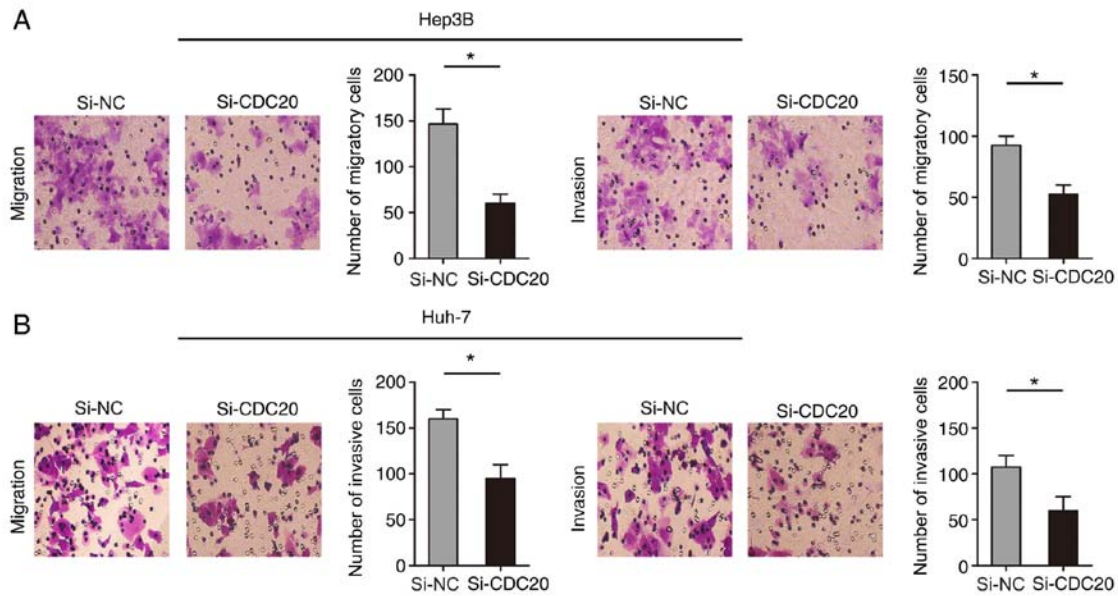 A
Hep3B
Si-NC
Si-CDC20
Migration
Number of migratory cells
200
150
100
50
0
*
Si-NC Si-CDC20
Si-NC
Si-CDC20
Invasion
Number of migratory cells
150
100
50
0
*
Si-NC Si-CDC20
B
Huh-7
Si-NC
Si-CDC20
Migration
Number of invasive cells
200
150
100
50
0
*
Si-NC Si-CDC20
Si-NC
Si-CDC20
Invasion
Number of invasive cells
200
150
100
50
0
*
Si-NC Si-CDC20